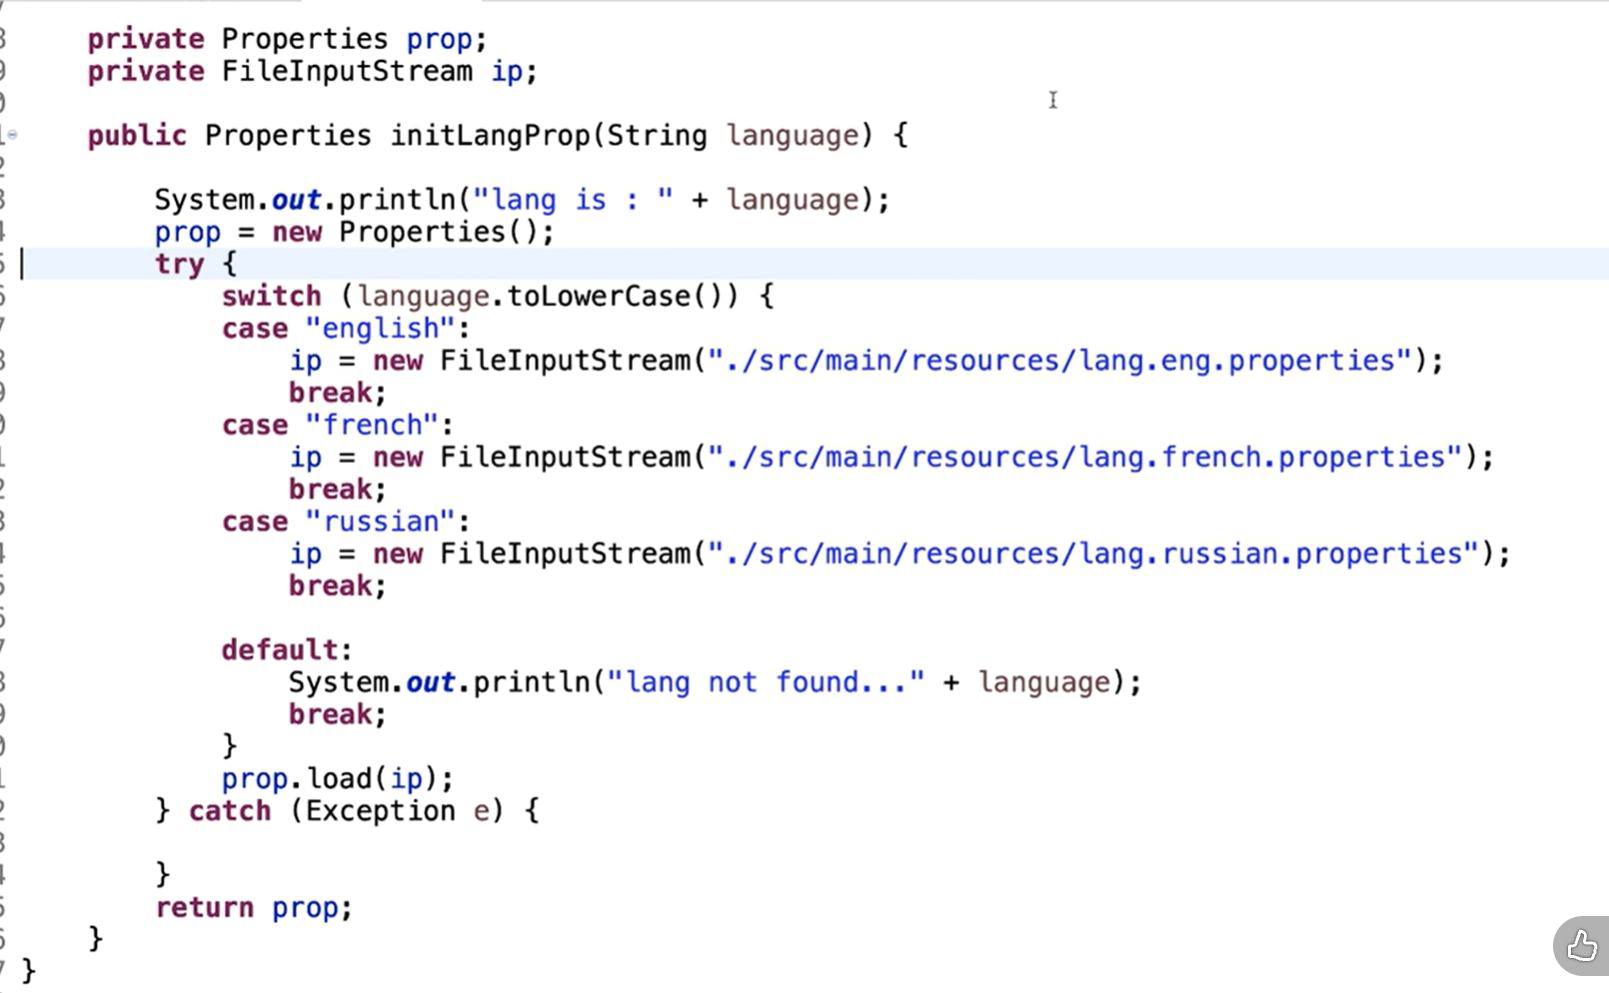 private Properties prop;
private FileInputStream ip;
public Properties initLangProp(String language) {
System.out.println("lang is : " + language);
prop = new Properties();
try {
switch (language.toLowerCase()) {
case "english":
ip = new FileInputStream("./src/main/resources/lang.eng.properties");
break;
case "french":
ip = new FileInputStream("./src/main/resources/lang.french.properties");
break;
case "russian":
ip = new FileInputStream("./src/main/resources/lang.russian.properties");
break;
default:
System.out.println("lang not found..." + language);
break;
}
prop.load(ip);
} catch (Exception e) {
}
return prop;
}
}